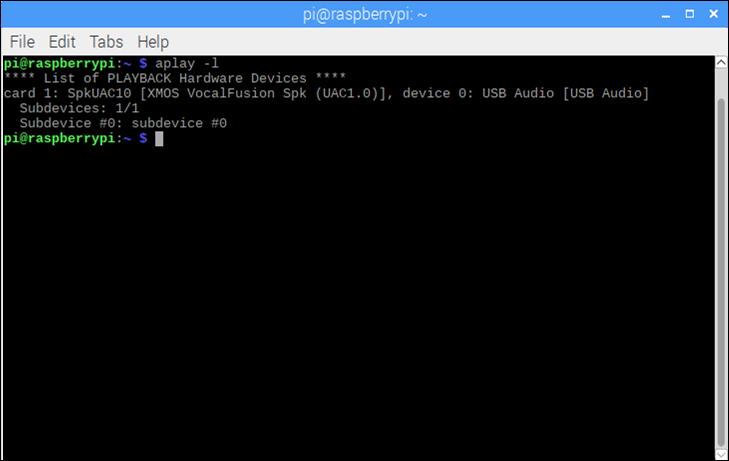 pi@raspberrypi: ~
File Edit Tabs Help
pi@raspberrypi:~ $ aplay -l
**** List of PLAYBACK Hardware Devices ****
card 1: SpkUAC10 [XMOS VocalFusion Spk (UAC1.0)], device 0: USB Audio [USB Audio]
  Subdevices: 1/1
  Subdevice #0: subdevice #0
pi@raspberrypi:~ $